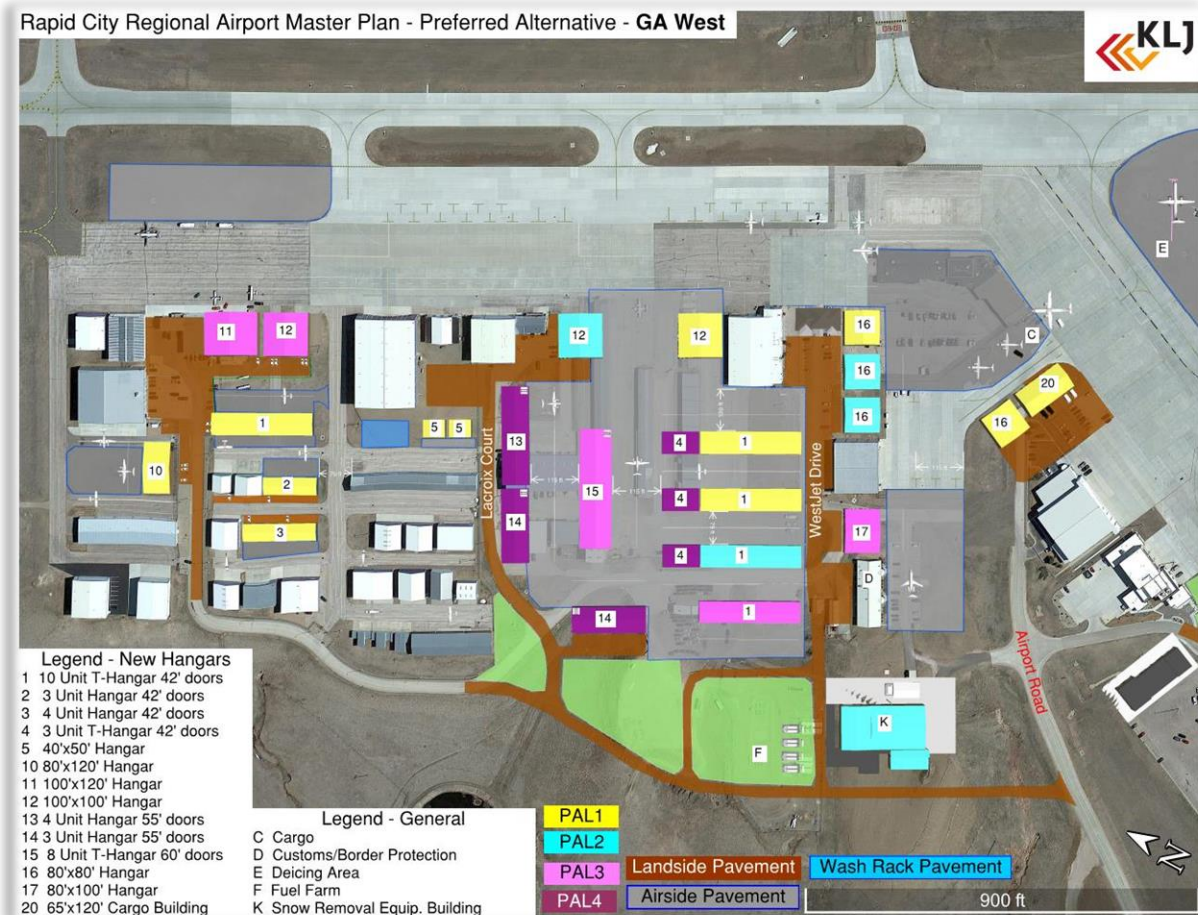 Rapid City Regional Airport Master Plan - Preferred Alternative - GA West
KLJ
E
C
11
12
12
12
16
16
16
20
16
1
5
5
10
2
3
13
14
15
4
1
4
1
4
1
1
14
17
D
K
F
Lacroix Court
WestJet Drive
Airport Road
Legend - New Hangars
1 10 Unit T-Hangar 42' doors
2 3 Unit Hangar 42' doors
3 4 Unit Hangar 42' doors
4 3 Unit T-Hangar 42' doors
5 40'x50' Hangar
10 80'x120' Hangar
11 100'x120' Hangar
12 100'x100' Hangar
13 4 Unit Hangar 55' doors
14 3 Unit Hangar 55' doors
15 8 Unit T-Hangar 60' doors
16 80'x80' Hangar
17 80'x100' Hangar
20 65'x120' Cargo Building
Legend - General
C Cargo
D Customs/Border Protection
E Deicing Area
F Fuel Farm
K Snow Removal Equip. Building
PAL1
PAL2
PAL3
PAL4
Landside Pavement
Wash Rack Pavement
Airside Pavement
900 ft
N